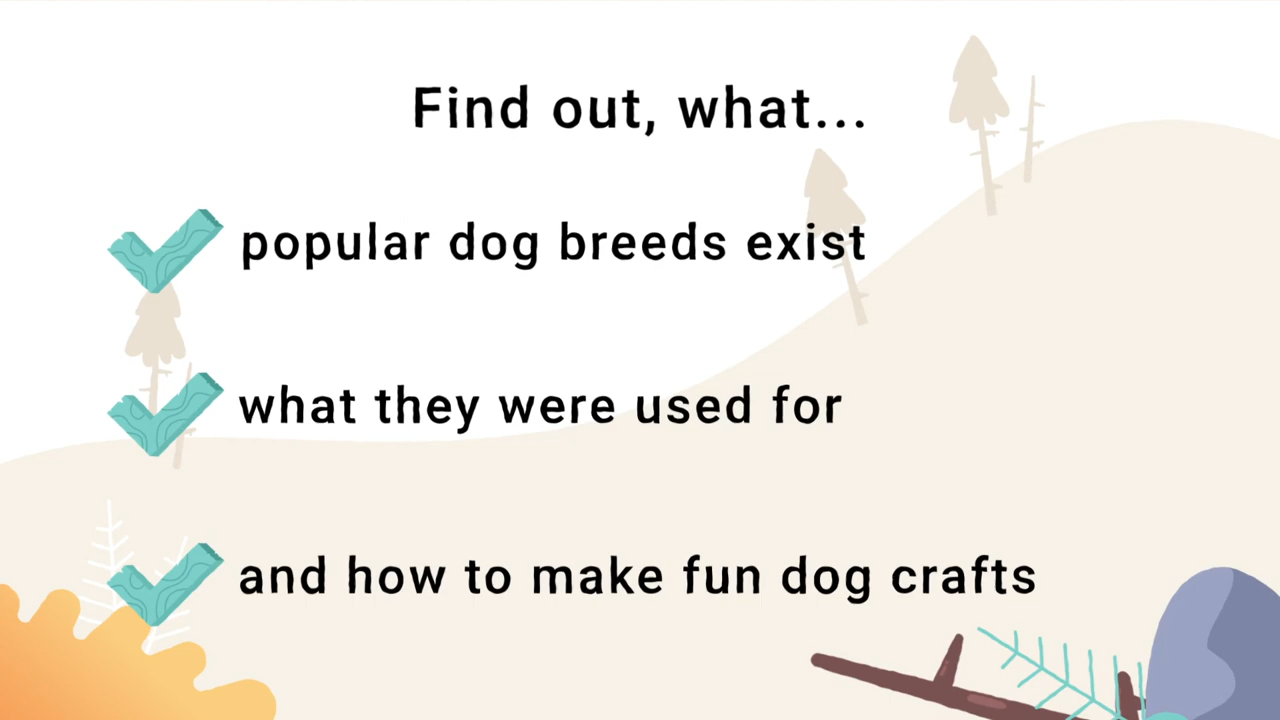 Find out, what...
popular dog breeds exist
what they were used for
and how to make fun dog crafts